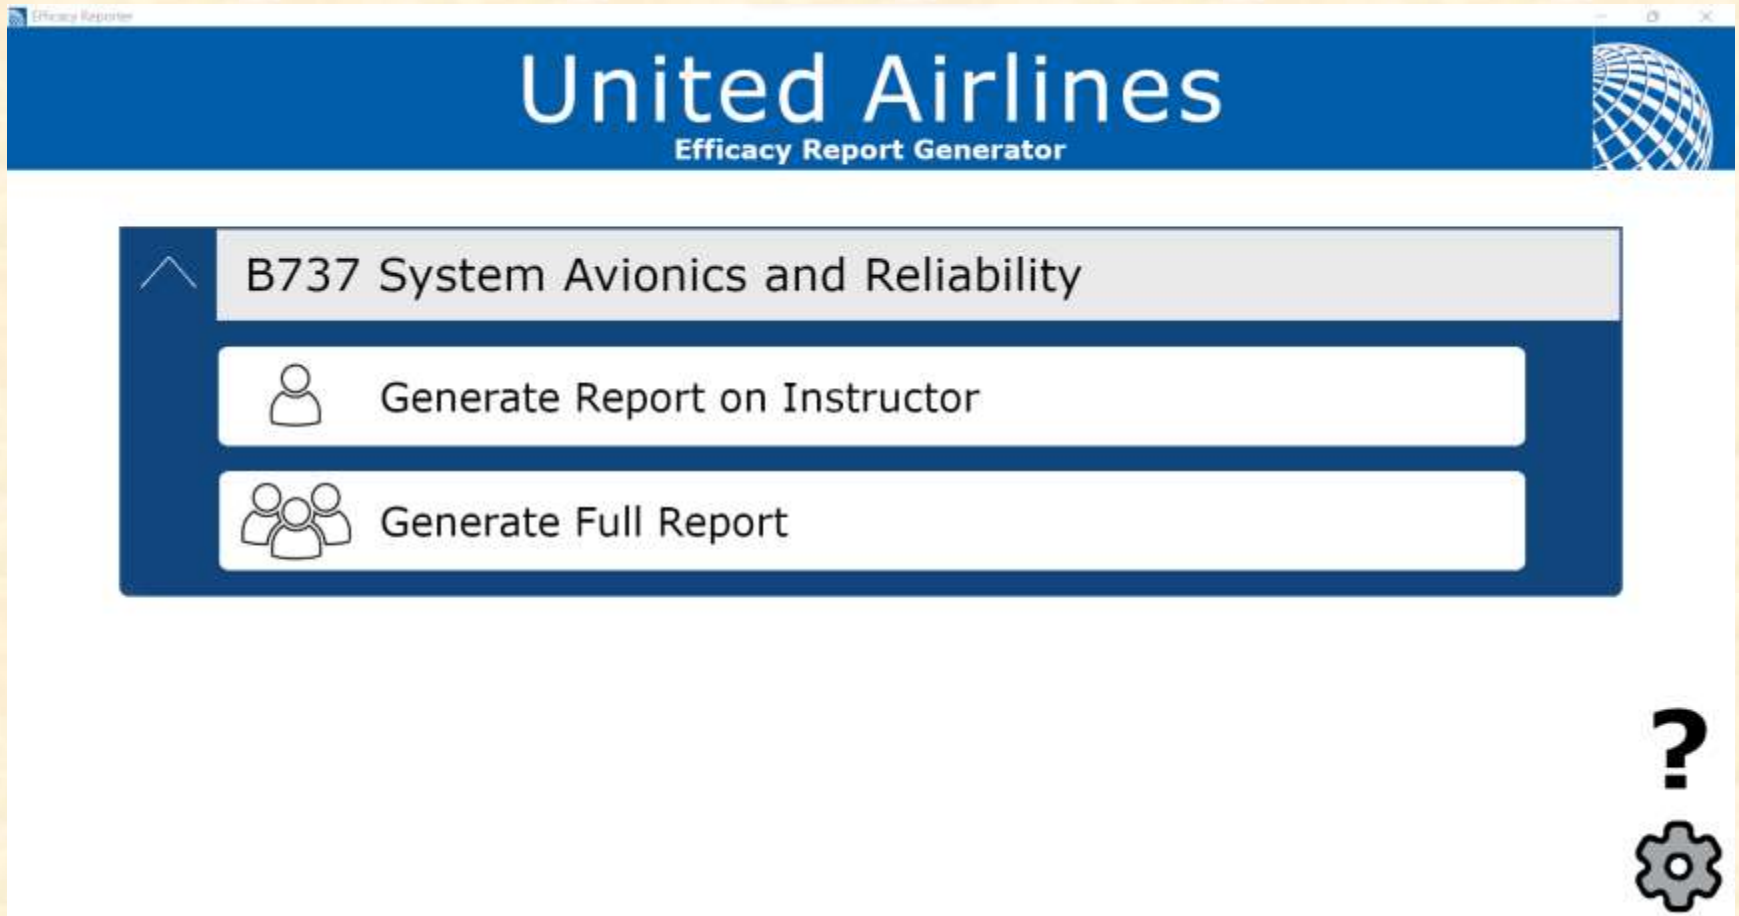 Efficacy Reporter
United Airlines
Efficacy Report Generator
B737 System Avionics and Reliability
Generate Report on Instructor
Generate Full Report
?